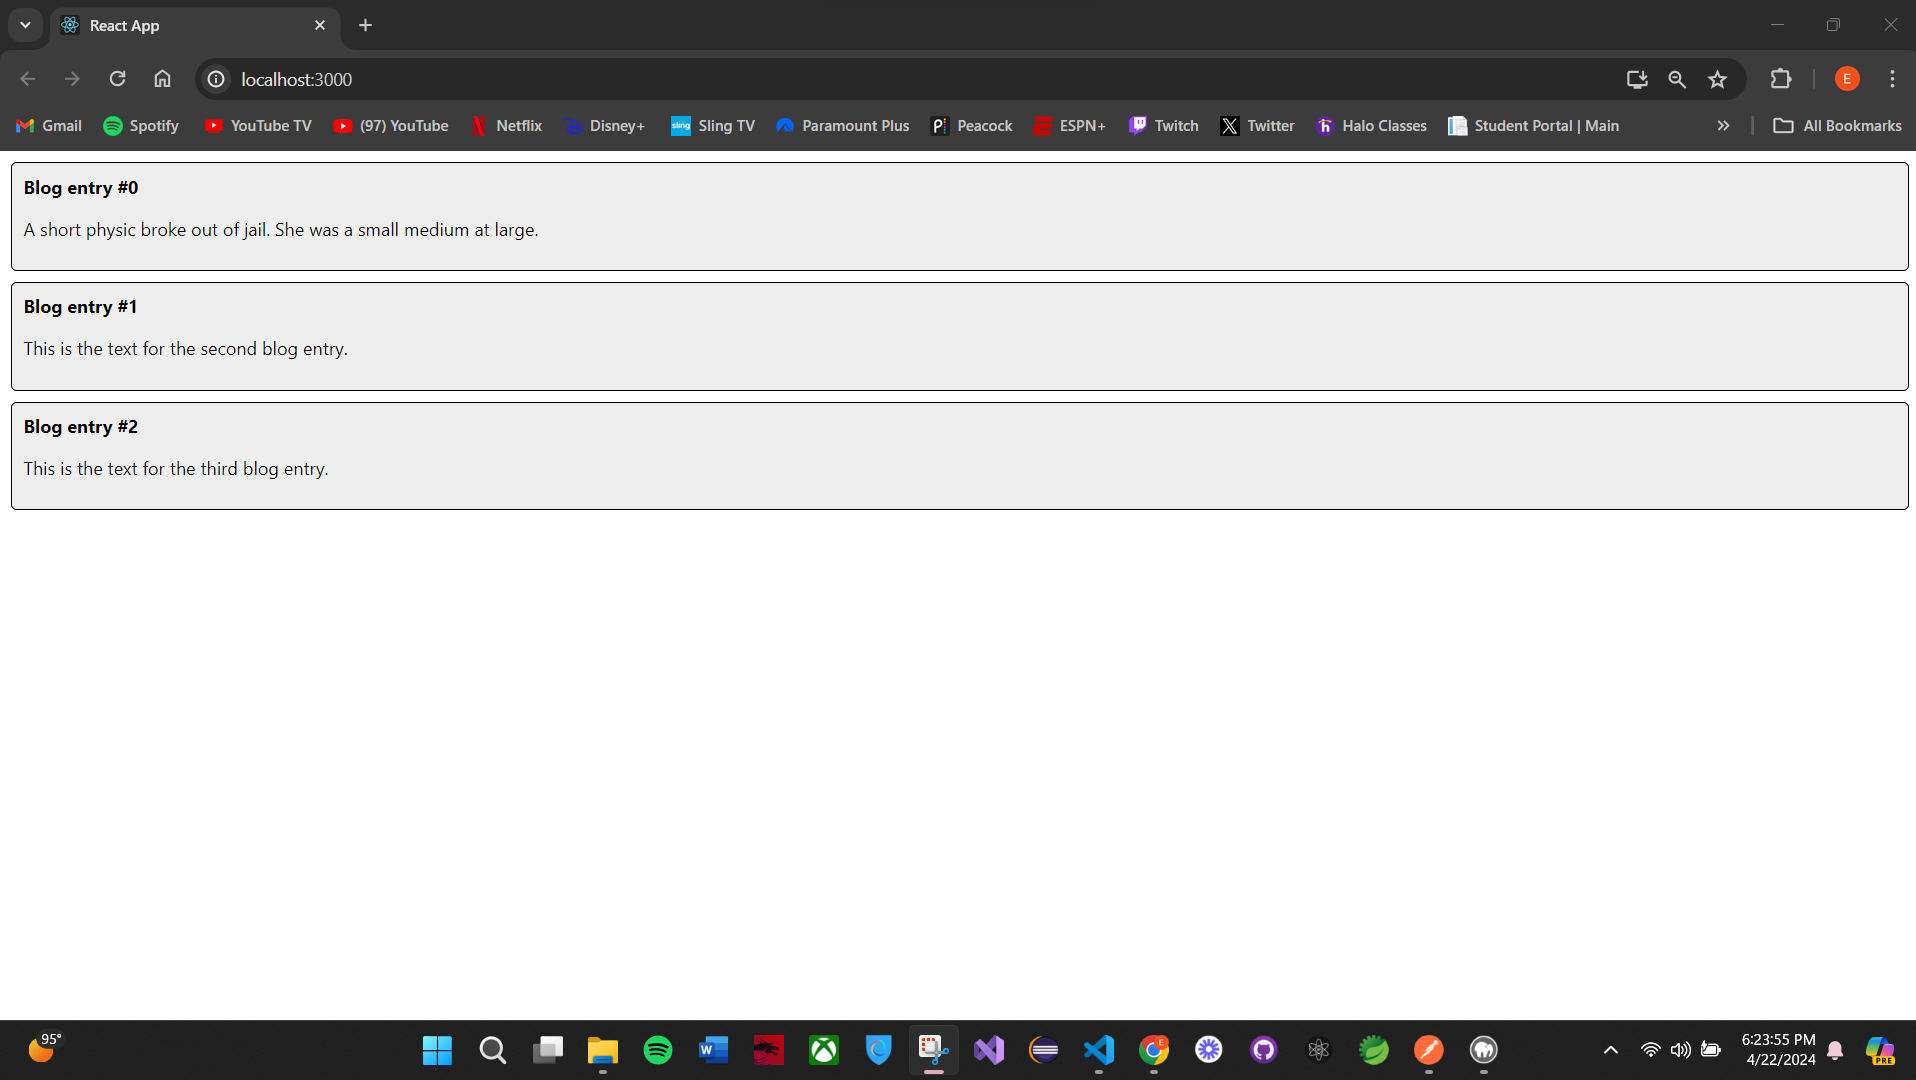 React App
localhost:3000
E
Gmail Spotify YouTube TV (97) YouTube Netflix Disney+ sling Sling TV Paramount Plus Peacock ESPN+ Twitch Twitter Halo Classes Student Portal | Main All Bookmarks
Blog entry #0
A short physic broke out of jail. She was a small medium at large.
Blog entry #1
This is the text for the second blog entry.
Blog entry #2
This is the text for the third blog entry.
95°
6:23:55 PM
4/22/2024
PRE